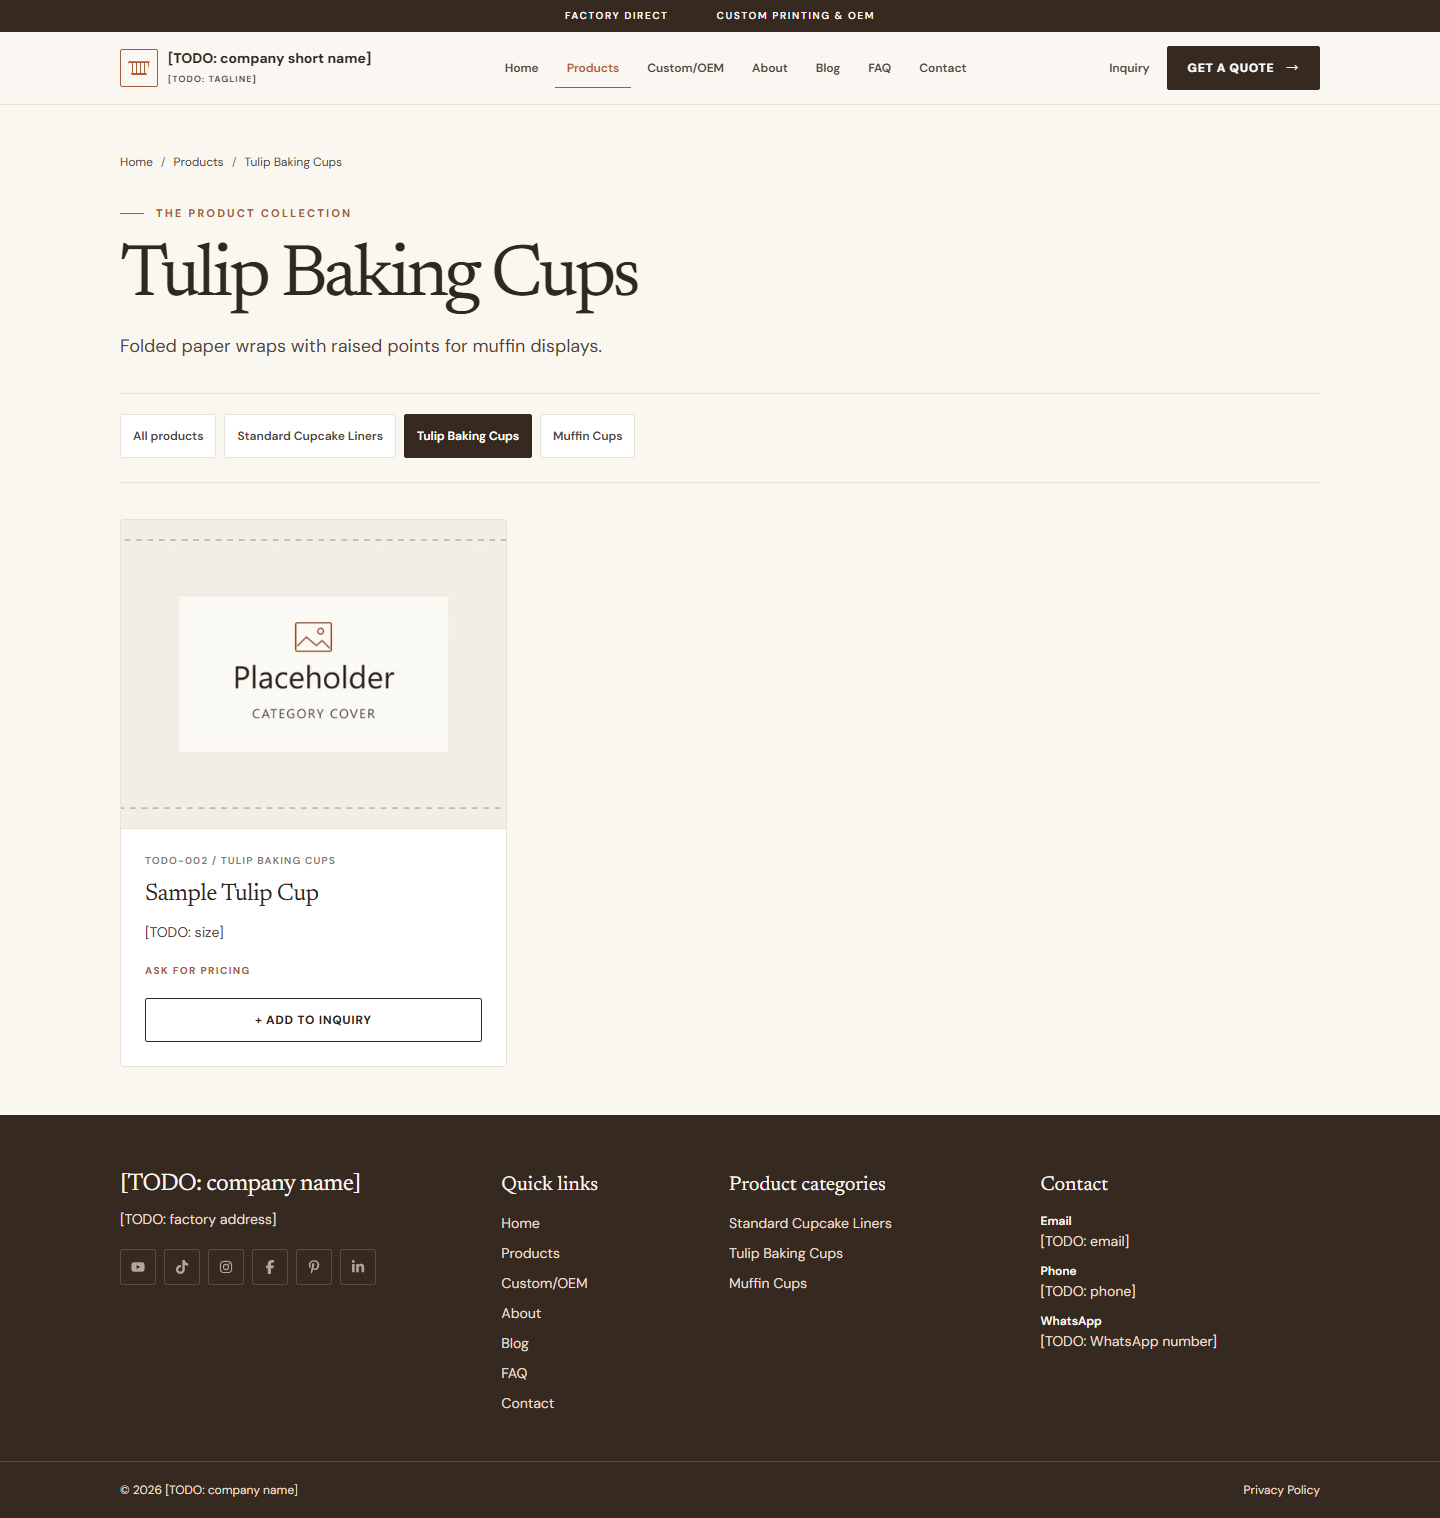 FACTORY DIRECT CUSTOM PRINTING & OEM
[TODO: company short name]
[TODO: TAGLINE]
Home Products Custom/OEM About Blog FAQ Contact
Inquiry
GET A QUOTE →
Home / Products / Tulip Baking Cups
THE PRODUCT COLLECTION
Tulip Baking Cups
Folded paper wraps with raised points for muffin displays.
All products Standard Cupcake Liners Tulip Baking Cups Muffin Cups
Placeholder
CATEGORY COVER
TODO-002 / TULIP BAKING CUPS
Sample Tulip Cup
[TODO: size]
ASK FOR PRICING
+ ADD TO INQUIRY
[TODO: company name]
[TODO: factory address]
Quick links
Home
Products
Custom/OEM
About
Blog
FAQ
Contact
Product categories
Standard Cupcake Liners
Tulip Baking Cups
Muffin Cups
Contact
Email
[TODO: email]
Phone
[TODO: phone]
WhatsApp
[TODO: WhatsApp number]
© 2026 [TODO: company name]
Privacy Policy